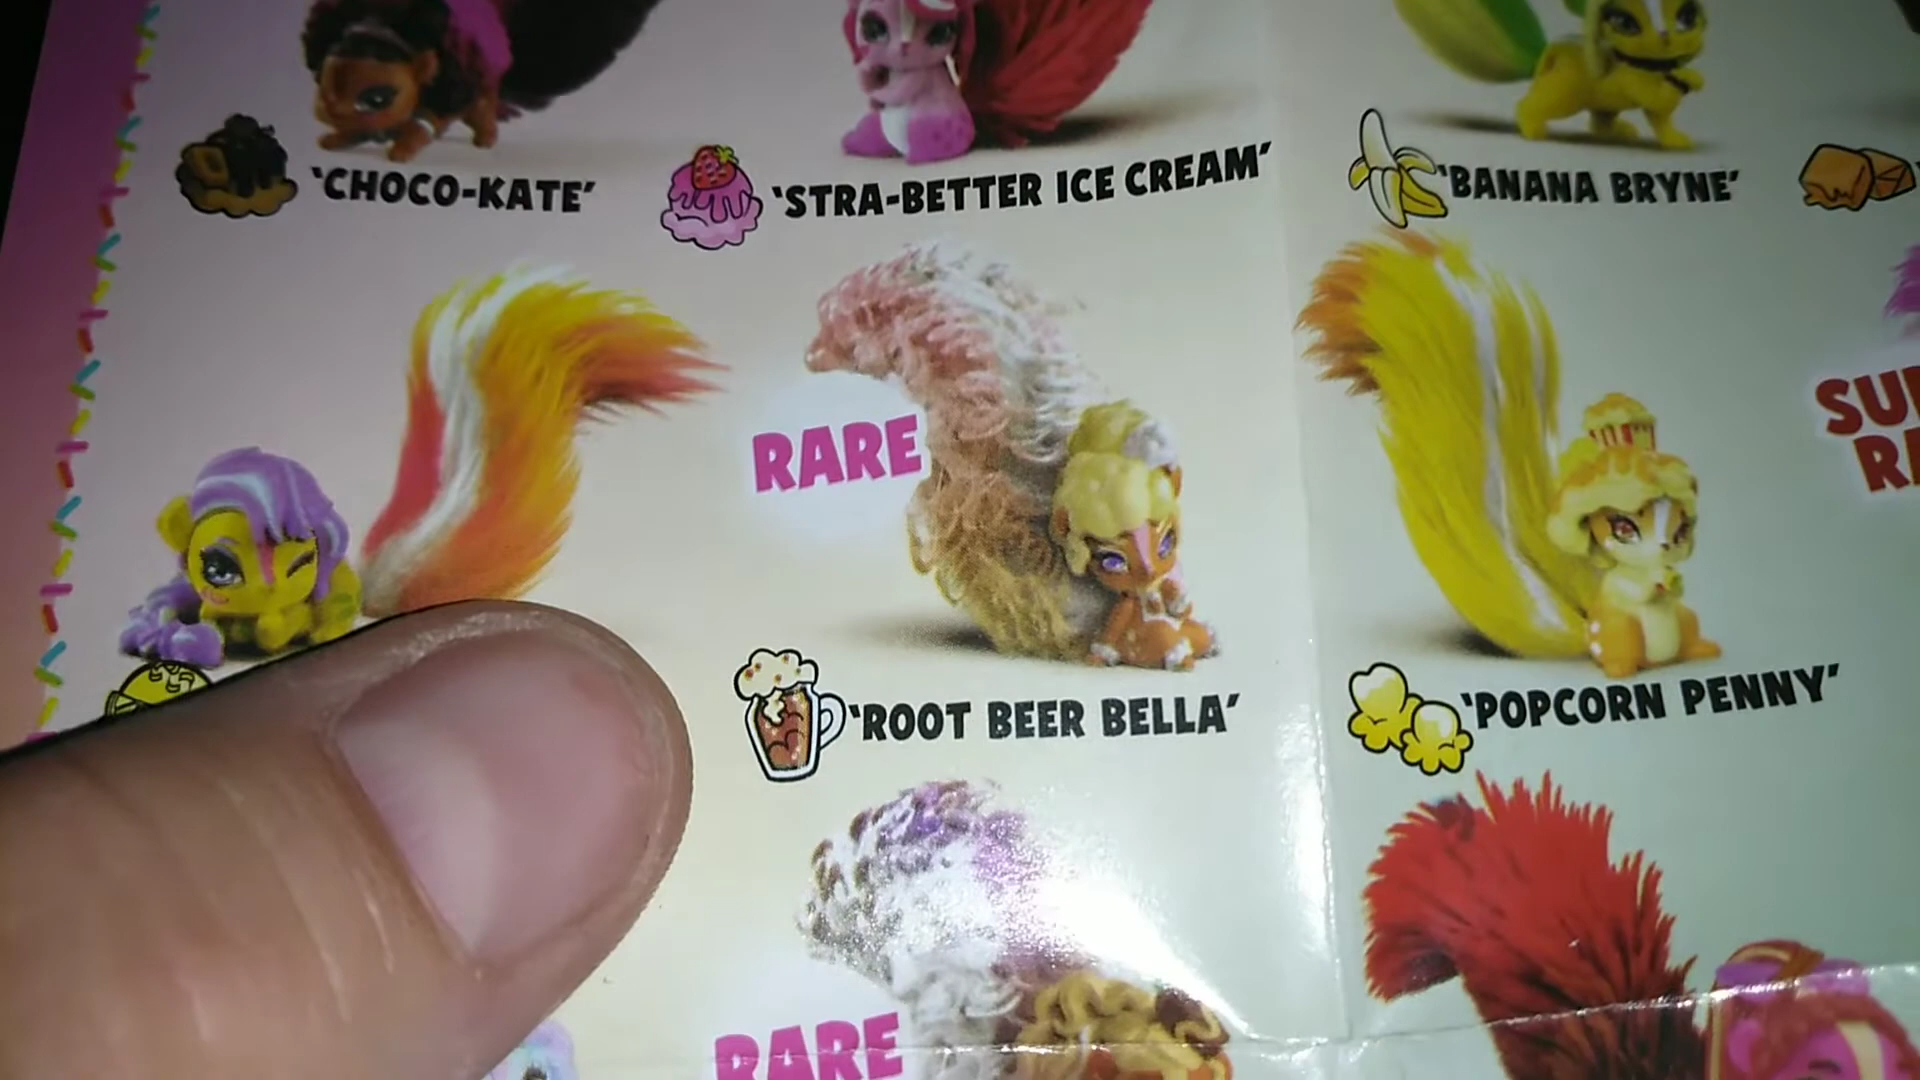 'CHOCO-KATE'
'STRA-BETTER ICE CREAM'
'BANANA BRYNE'
RARE
'ROOT BEER BELLA'
'POPCORN PENNY'
RARE